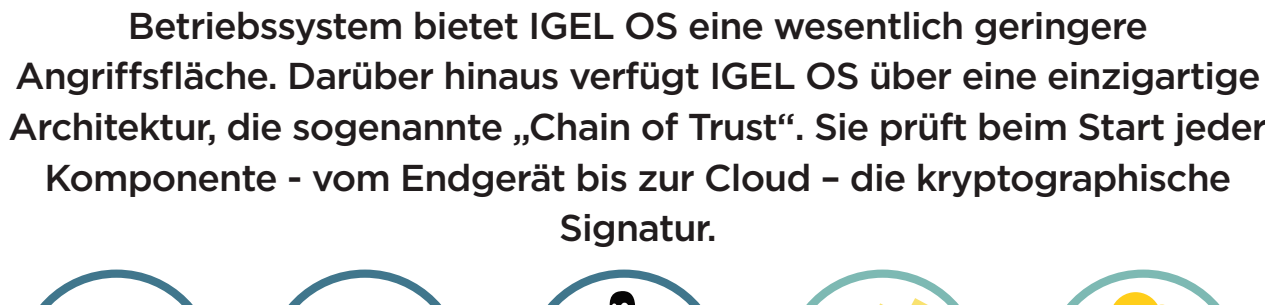 Betriebssystem bietet IGEL OS eine wesentlich geringere
Angriffsfläche. Darüber hinaus verfügt IGEL OS über eine einzigartige
Architektur, die sogenannte „Chain of Trust“. Sie prüft beim Start jeder
Komponente - vom Endgerät bis zur Cloud – die kryptographische
Signatur.